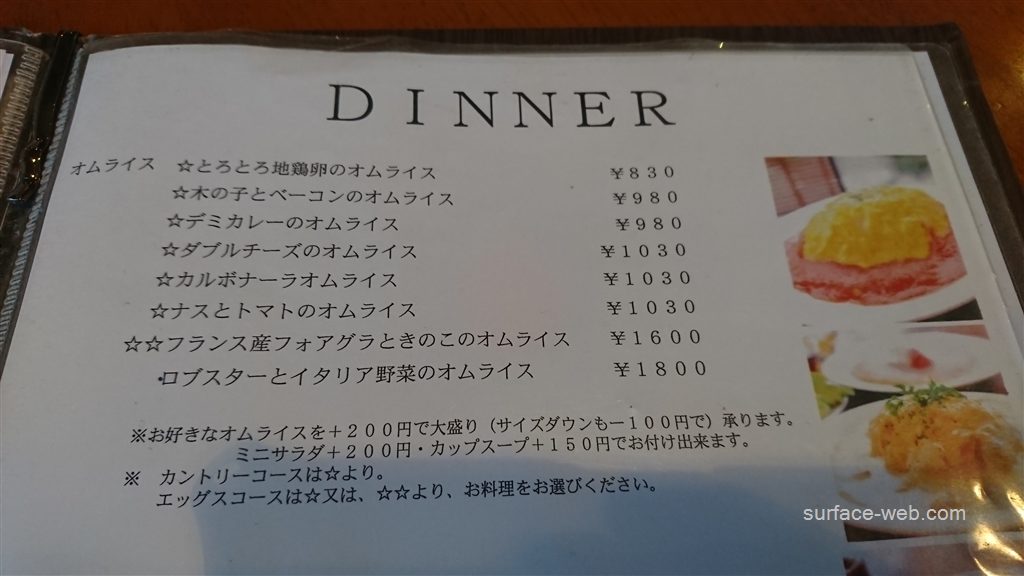 DINNER
オムライス ☆とろとろ地鶏卵のオムライス ￥８３０
☆木の子とベーコンのオムライス ￥９８０
☆デミカレーのオムライス ￥９８０
☆ダブルチーズのオムライス ￥１０３０
☆カルボナーラオムライス ￥１０３０
☆ナスとトマトのオムライス ￥１０３０
☆☆フランス産フォアグラときのこのオムライス ￥１６００
ロブスターとイタリア野菜のオムライス ￥１８００
※お好きなオムライスを＋２００円で大盛り（サイズダウンも－１００円で）承ります。
ミニサラダ＋２００円・カップスープ＋１５０円でお付け出来ます。
※　カントリーコースは☆より。
エッグスコースは☆又は、☆☆より、お料理をお選びください。
surface-web.com